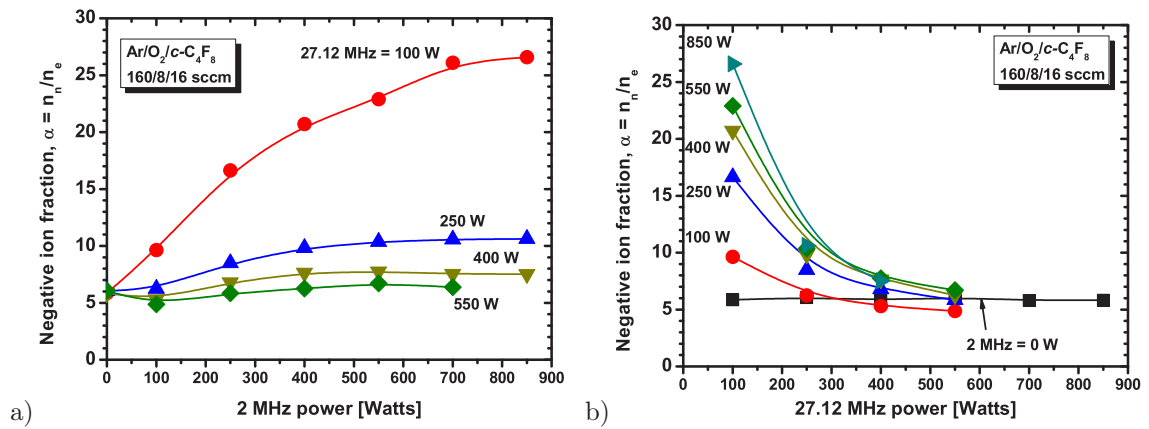 30
25
20
15
10
5
0
Negative ion fraction, α = nₙ/nₑ
Ar/O₂/c-C₄F₈
160/8/16 sccm
27.12 MHz = 100 W
250 W
400 W
550 W
0 100 200 300 400 500 600 700 800 900
2 MHz power [Watts]
a)
30
25
20
15
10
5
0
Negative ion fraction, α = nₙ/nₑ
850 W
550 W
400 W
250 W
100 W
Ar/O₂/c-C₄F₈
160/8/16 sccm
2 MHz = 0 W
0 100 200 300 400 500 600 700 800 900
27.12 MHz power [Watts]
b)